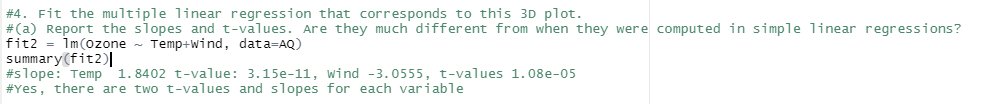 #4. Fit the multiple linear regression that corresponds to this 3D plot.
#(a) Report the slopes and t-values. Are they much different from when they were computed in simple linear regressions?
fit2 = lm(Ozone ~ Temp+Wind, data=AQ)
summary(fit2)
#slope: Temp  1.8402 t-value: 3.15e-11, Wind -3.0555, t-values 1.08e-05
#Yes, there are two t-values and slopes for each variable